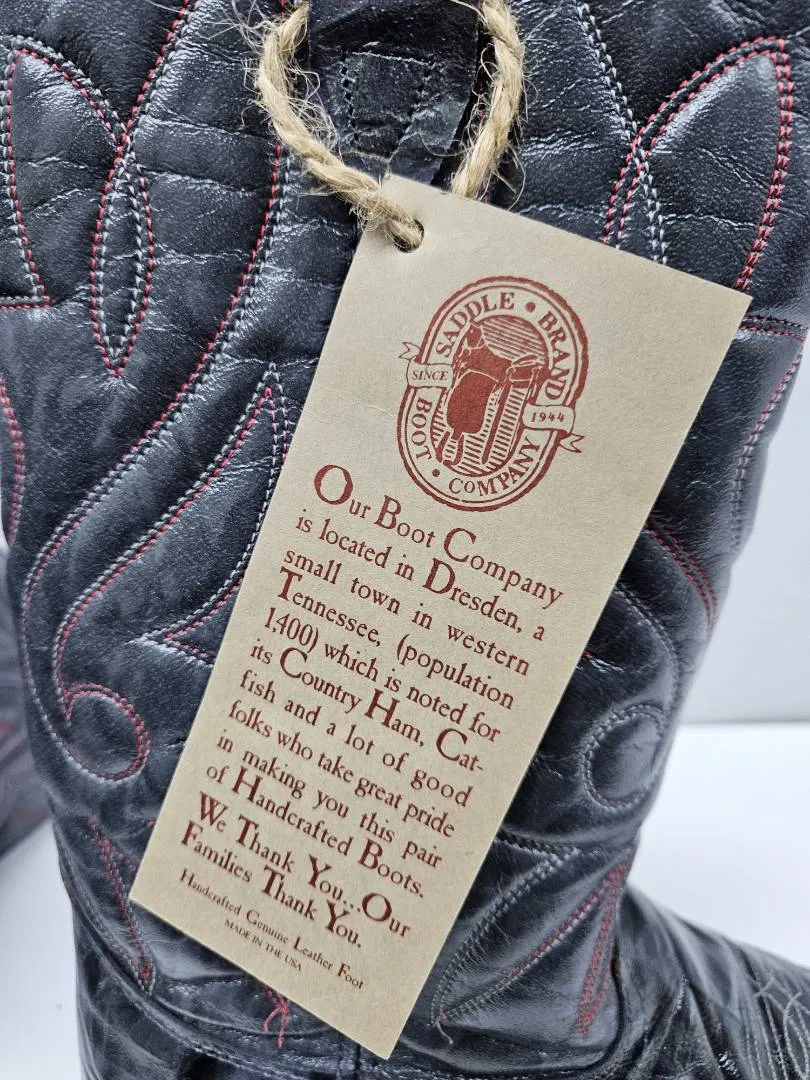 SADDLE • BRAND
SINCE
1944
BOOT • COMPANY
Our Boot Company
is located in Dresden, a
small town in western
Tennessee, (population
1,400) which is noted for
its Country Ham, Cat-
fish and a lot of good
folks who take great pride
in making you this pair
of Handcrafted Boots.
We Thank You...Our
Families Thank You.
Handcrafted Genuine Leather Foot
MADE IN THE USA